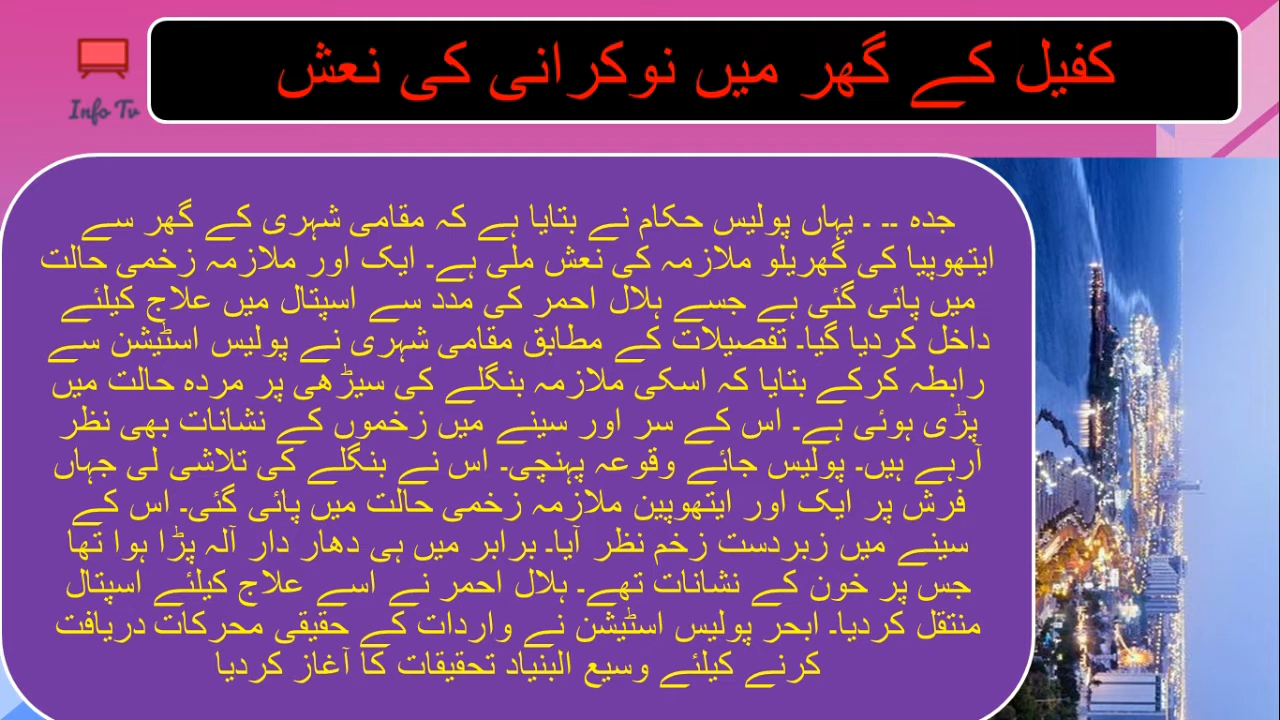 Info Tv
کفیل کے گھر میں نوکرانی کی نعش
جدہ ۔۔ ۔ یہاں پولیس حکام نے بتایا ہے کہ مقامی شہری کے گھر سے
ایتھوپیا کی گھریلو ملازمہ کی نعش ملی ہے۔ ایک اور ملازمہ زخمی حالت
میں پائی گئی ہے جسے ہلال احمر کی مدد سے اسپتال میں علاج کیلئے
داخل کردیا گیا۔ تفصیلات کے مطابق مقامی شہری نے پولیس اسٹیشن سے
رابطہ کرکے بتایا کہ اسکی ملازمہ بنگلے کی سیڑھی پر مردہ حالت میں
پڑی ہوئی ہے۔ اس کے سر اور سینے میں زخموں کے نشانات بھی نظر
آرہے ہیں۔ پولیس جائے وقوعہ پہنچی۔ اس نے بنگلے کی تلاشی لی جہاں
فرش پر ایک اور ایتھوپین ملازمہ زخمی حالت میں پائی گئی۔ اس کے
سینے میں زبردست زخم نظر آیا۔ برابر میں ہی دھار دار آلہ پڑا ہوا تھا
جس پر خون کے نشانات تھے۔ ہلال احمر نے اسے علاج کیلئے اسپتال
منتقل کردیا۔ ابحر پولیس اسٹیشن نے واردات کے حقیقی محرکات دریافت
کرنے کیلئے وسیع البنیاد تحقیقات کا آغاز کردیا